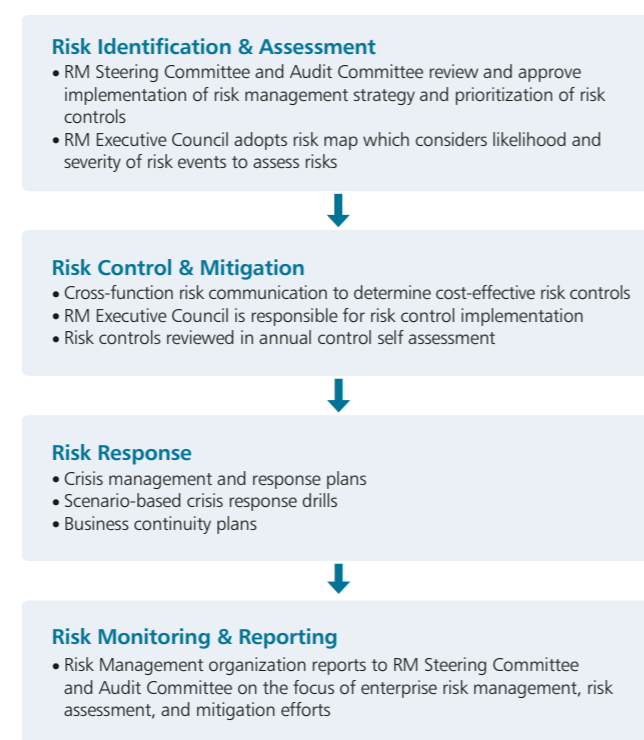 Risk Identification & Assessment
• RM Steering Committee and Audit Committee review and approve
implementation of risk management strategy and prioritization of risk
controls
• RM Executive Council adopts risk map which considers likelihood and
severity of risk events to assess risks
Risk Control & Mitigation
• Cross-function risk communication to determine cost-effective risk controls
• RM Executive Council is responsible for risk control implementation
• Risk controls reviewed in annual control self assessment
Risk Response
• Crisis management and response plans
• Scenario-based crisis response drills
• Business continuity plans
Risk Monitoring & Reporting
• Risk Management organization reports to RM Steering Committee
and Audit Committee on the focus of enterprise risk management, risk
assessment, and mitigation efforts